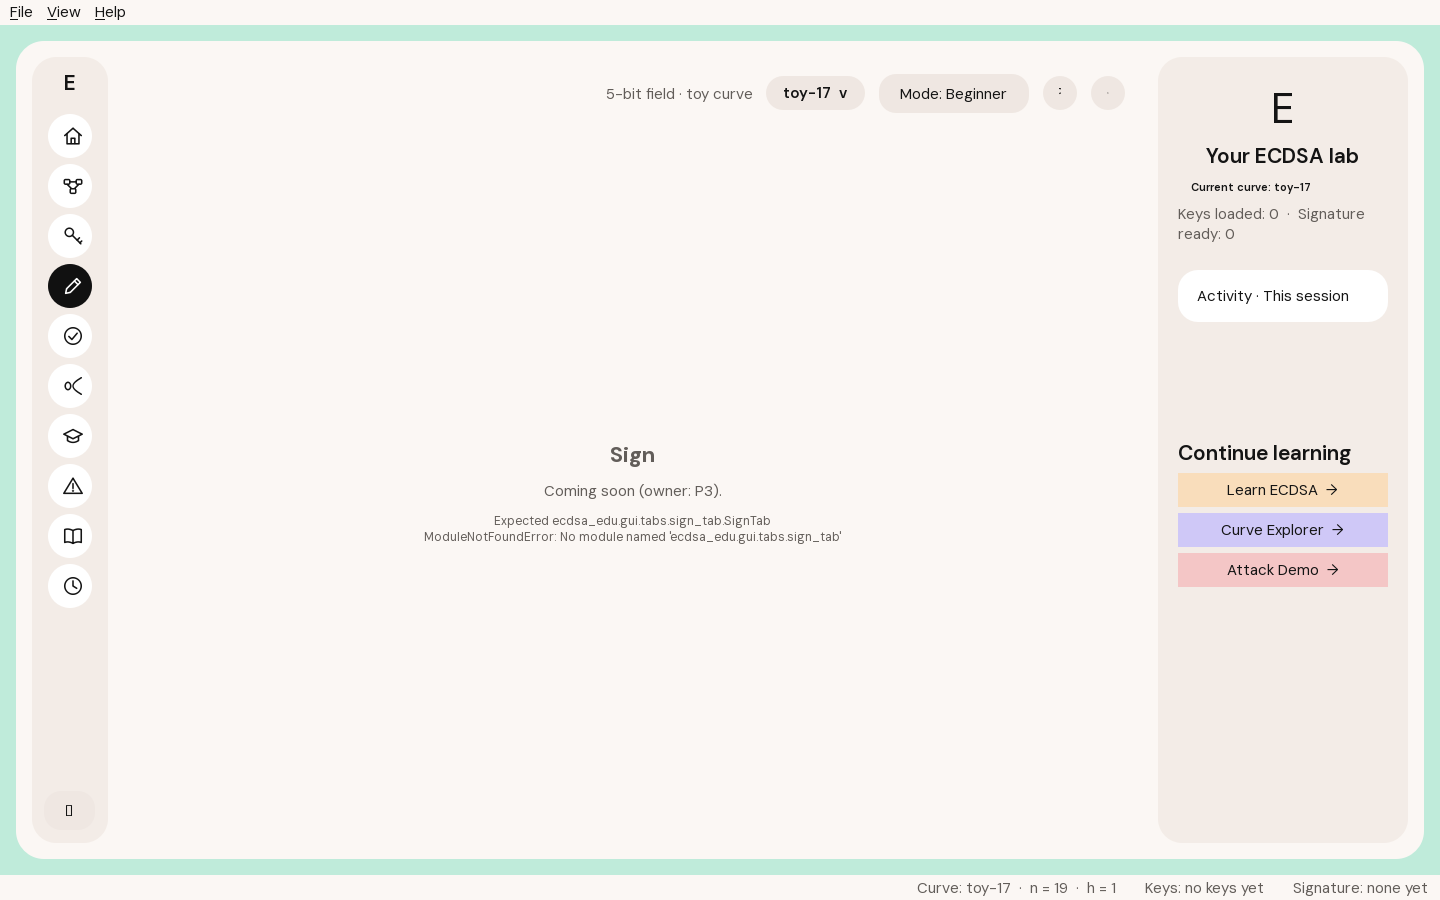 File View Help
E
5-bit field · toy curve
toy-17 v
Mode: Beginner
:
·
E
Your ECDSA lab
Current curve: toy-17
Keys loaded: 0 · Signature
ready: 0
Activity · This session
Sign
Coming soon (owner: P3).
Expected ecdsa_edu.gui.tabs.sign_tab.SignTab
ModuleNotFoundError: No module named 'ecdsa_edu.gui.tabs.sign_tab'
Continue learning
Learn ECDSA →
Curve Explorer →
Attack Demo →
Curve: toy-17 · n = 19 · h = 1
Keys: no keys yet
Signature: none yet